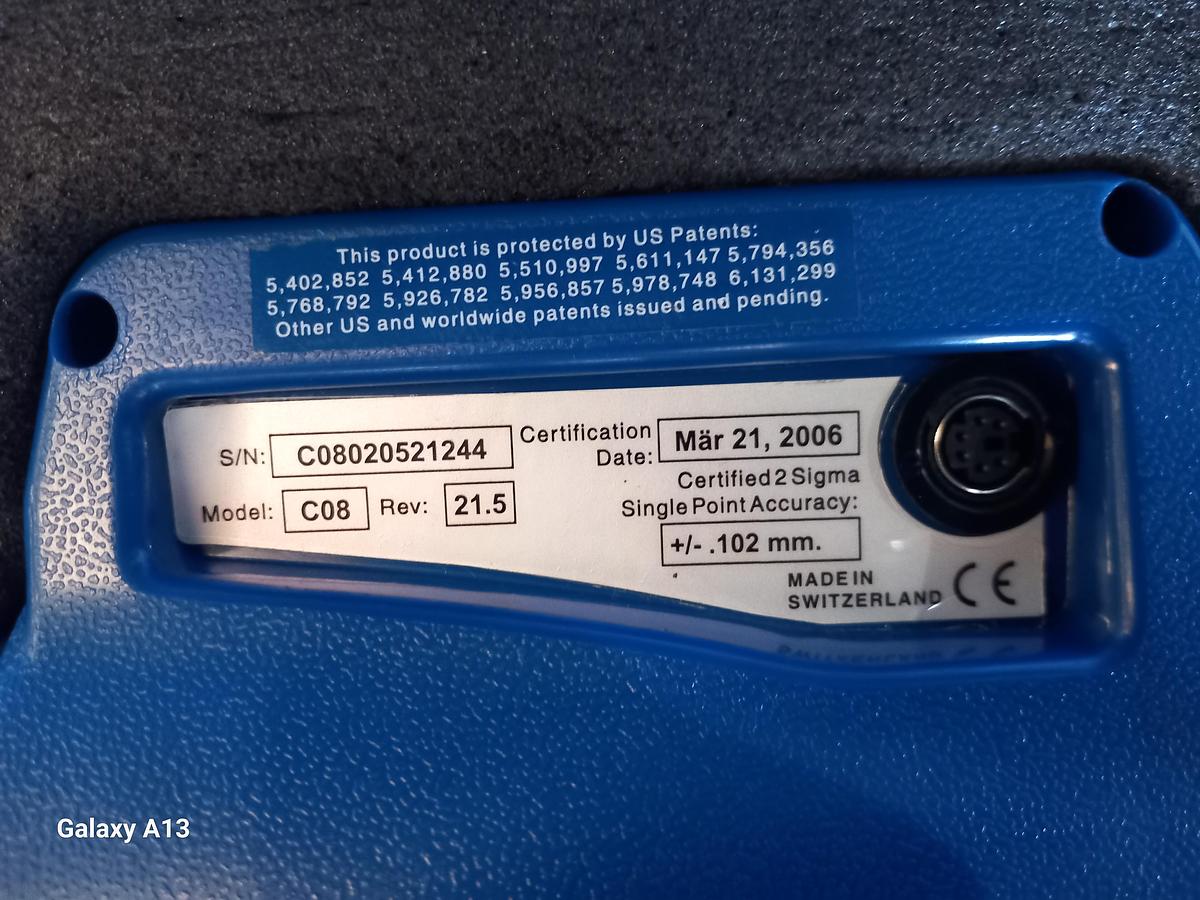 This product is protected by US Patents:
5,402,852 5,412,880 5,510,997 5,611,147 5,794,356
5,768,792 5,926,782 5,956,857 5,978,748 6,131,299
Other US and worldwide patents issued and pending.
S/N: C08020521244
Model: C08 Rev: 21.5
Certification
Date: Mär 21, 2006
Certified 2 Sigma
Single Point Accuracy:
+/- .102 mm.
MADE IN
SWITZERLAND CE
Galaxy A13